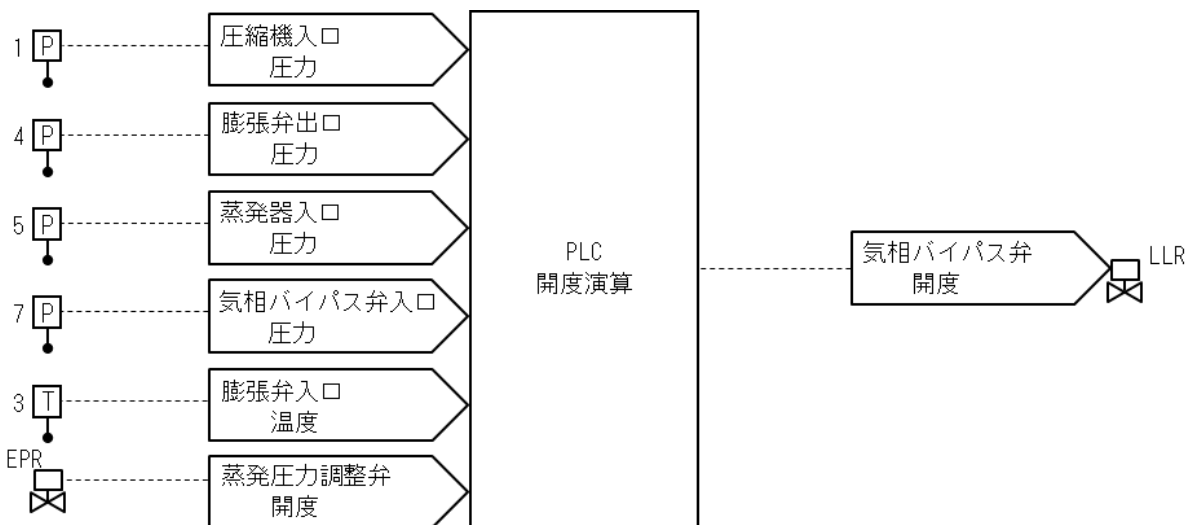 1 P 圧縮機入口
圧力
4 P 膨張弁出口
圧力
5 P 蒸発器入口
圧力
7 P 気相バイパス弁入口
圧力
3 T 膨張弁入口
温度
EPR
蒸発圧力調整弁
開度
PLC
開度演算
気相バイパス弁
開度
LLR